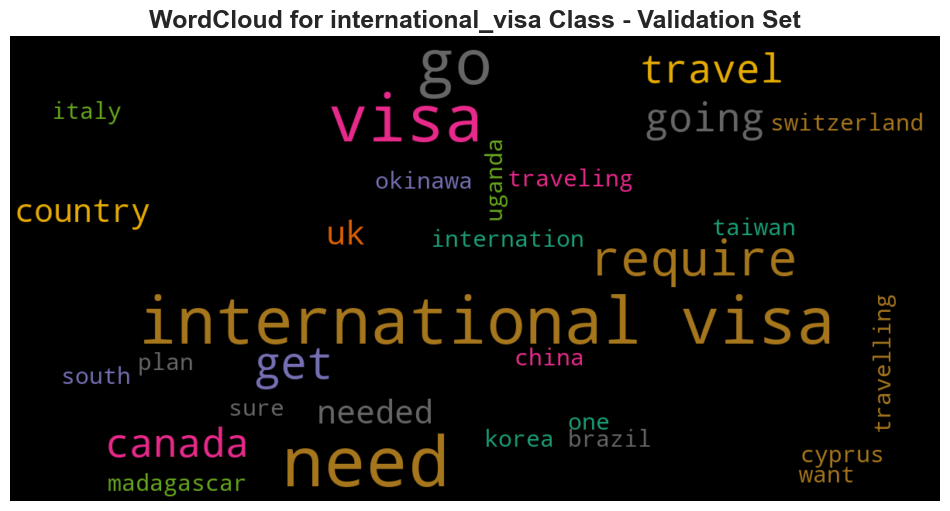 WordCloud for international_visa Class - Validation Set
go
travel
visa
going
italy
switzerland
uganda
okinawa
traveling
country
uk
internation
taiwan
require
international visa
travelling
get
china
plan
south
sure
needed
one
canada
need
korea
brazil
cyprus
want
madagascar